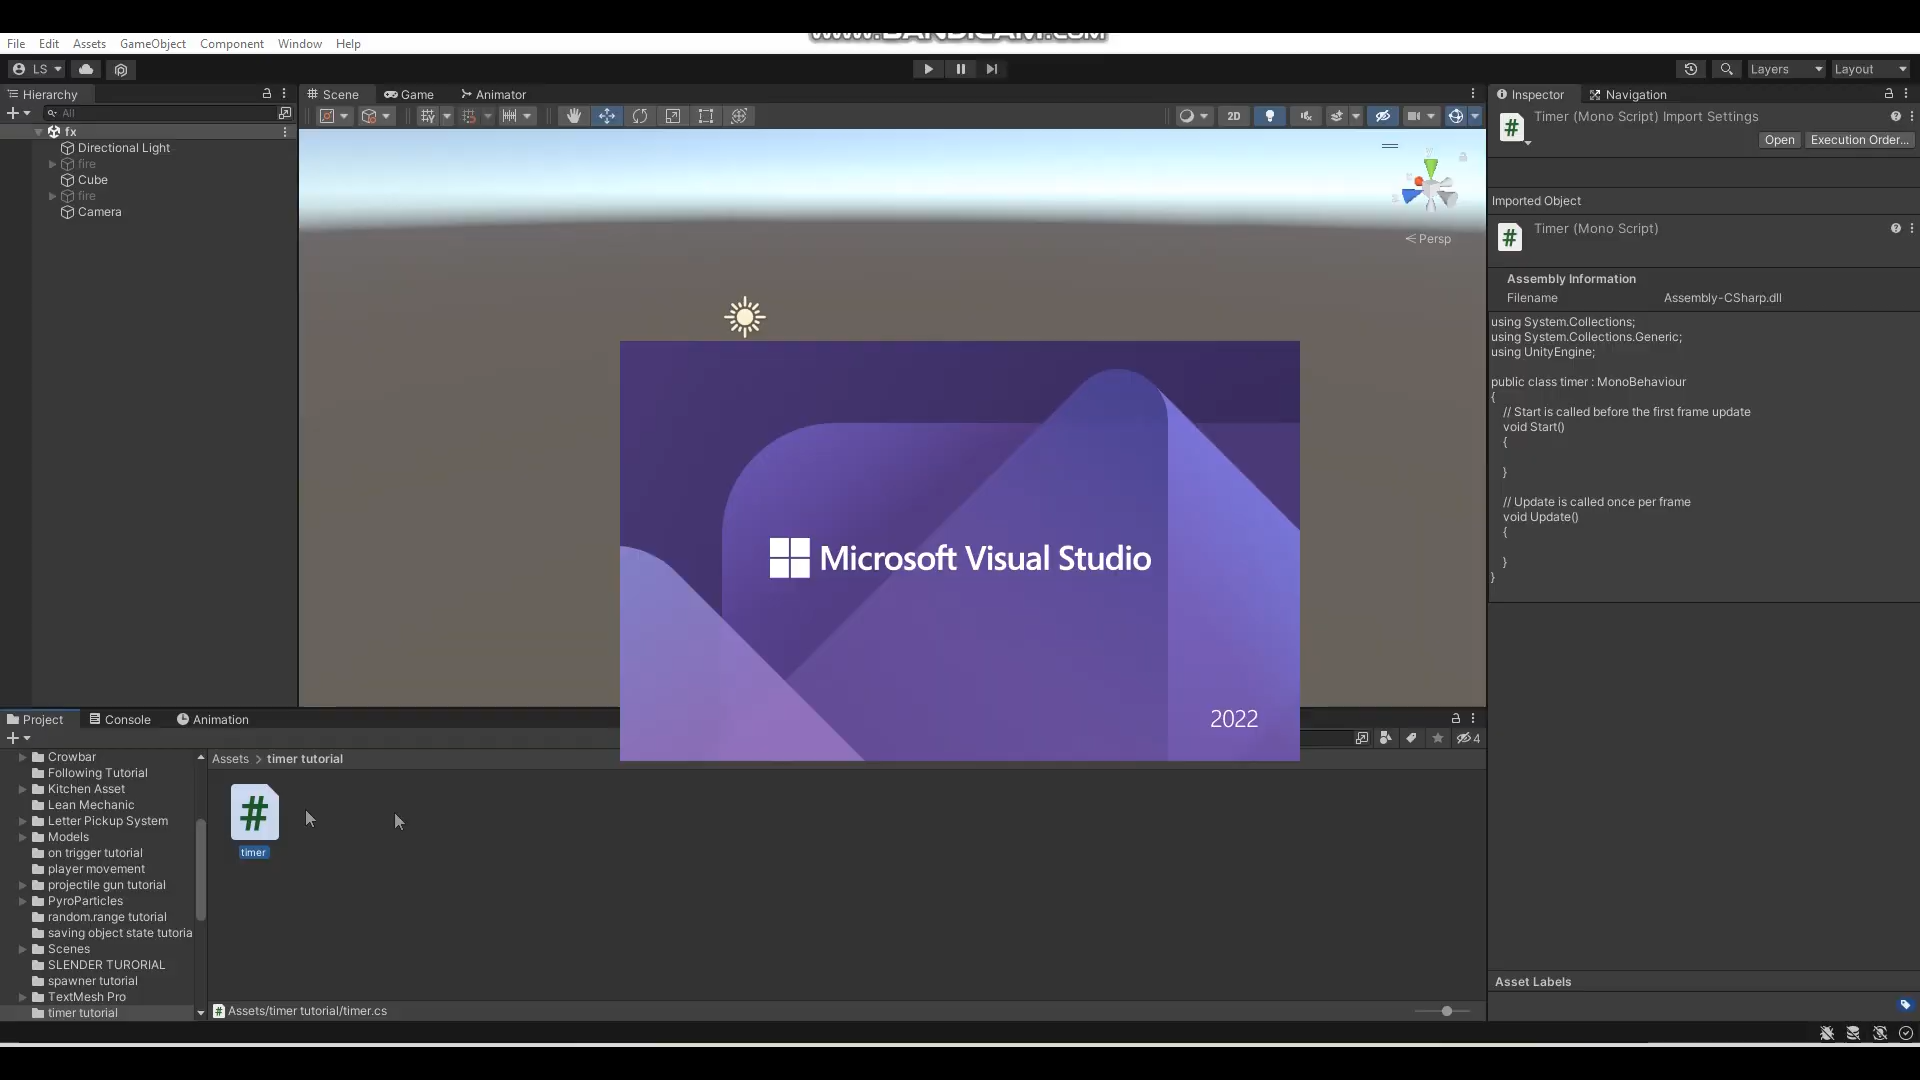 www.BANDICAM.com
File Edit Assets GameObject Component Window Help
LS Layers Layout
Hierarchy
All
fx
Directional Light
fire
Cube
fire
Camera
Scene Game Animator
2D
Persp
Inspector Navigation
Timer (Mono Script) Import Settings
Open Execution Order...
Imported Object
Timer (Mono Script)
Assembly Information
Filename Assembly-CSharp.dll
using System.Collections;
using System.Collections.Generic;
using UnityEngine;
public class timer : MonoBehaviour
{
// Start is called before the first frame update
void Start()
{
}
// Update is called once per frame
void Update()
{
}
}
Microsoft Visual Studio
2022
Project Console Animation
4
Crowbar
Following Tutorial
Kitchen Asset
Lean Mechanic
Letter Pickup System
Models
on trigger tutorial
player movement
projectile gun tutorial
PyroParticles
random.range tutorial
saving object state tutoria
Scenes
SLENDER TURORIAL
spawner tutorial
TextMesh Pro
timer tutorial
Assets > timer tutorial
#
timer
Assets/timer tutorial/timer.cs
Asset Labels